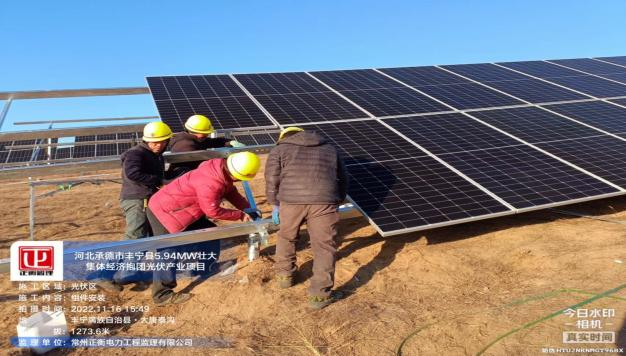 正衡监理
河北承德市丰宁县5.94MW壮大
集体经济抱团光伏产业项目
施工区域：光伏区
施工内容：组件安装
拍摄时间：2022.11.16 15:49
丰宁满族自治县·大唐泰沟
1273.6米
监理单位：常州正衡电力工程监理有限公司
今日水印
相机
真实时间